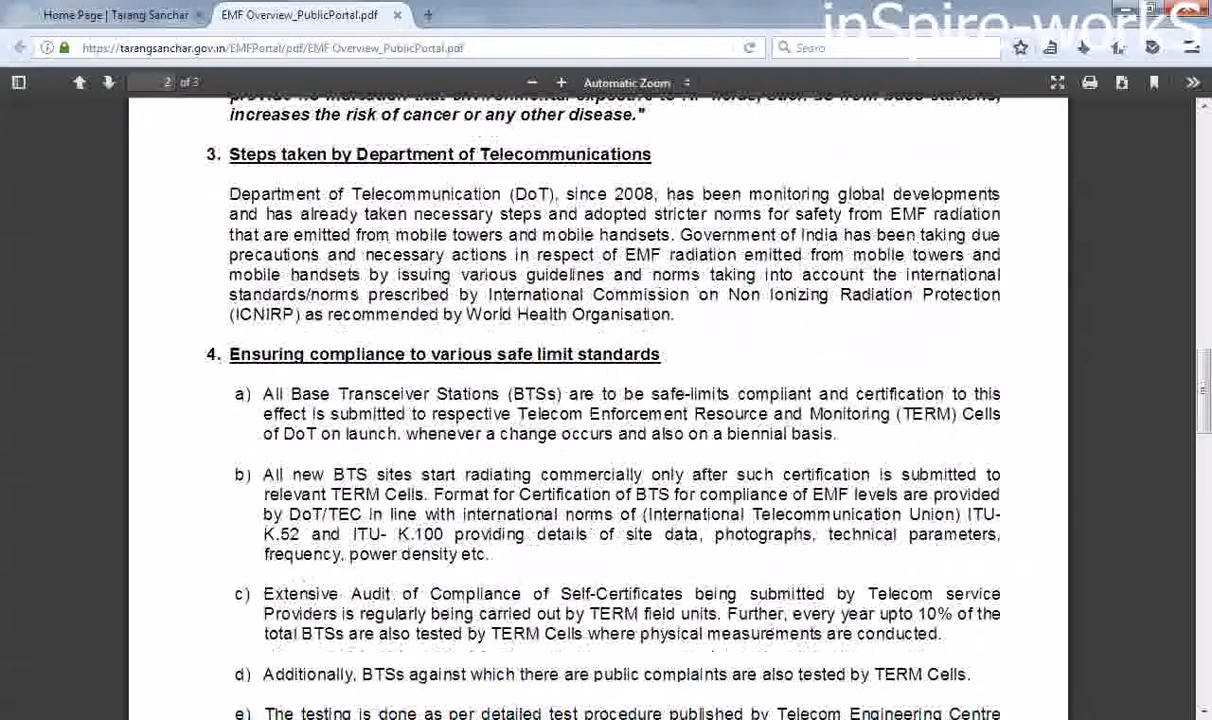 Home Page | Tarang Sanchar
EMF Overview_PublicPortal.pdf
inSpire-workS
https://tarangsanchar.gov.in/EMFPortal/pdf/EMF Overview_PublicPortal.pdf
Search
2 of 3
Automatic Zoom
increases the risk of cancer or any other disease."
3. Steps taken by Department of Telecommunications
Department of Telecommunication (DoT), since 2008, has been monitoring global developments
and has already taken necessary steps and adopted stricter norms for safety from EMF radiation
that are emitted from mobile towers and mobile handsets. Government of India has been taking due
precautions and necessary actions in respect of EMF radiation emitted from mobile towers and
mobile handsets by issuing various guidelines and norms taking into account the international
standards/norms prescribed by International Commission on Non Ionizing Radiation Protection
(ICNIRP) as recommended by World Health Organisation.
4. Ensuring compliance to various safe limit standards
a) All Base Transceiver Stations (BTSs) are to be safe-limits compliant and certification to this
effect is submitted to respective Telecom Enforcement Resource and Monitoring (TERM) Cells
of DoT on launch, whenever a change occurs and also on a biennial basis.
b) All new BTS sites start radiating commercially only after such certification is submitted to
relevant TERM Cells. Format for Certification of BTS for compliance of EMF levels are provided
by DoT/TEC in line with international norms of (International Telecommunication Union) ITU-
K.52 and ITU- K.100 providing details of site data, photographs, technical parameters,
frequency, power density etc.
c) Extensive Audit of Compliance of Self-Certificates being submitted by Telecom service
Providers is regularly being carried out by TERM field units. Further, every year upto 10% of the
total BTSs are also tested by TERM Cells where physical measurements are conducted.
d) Additionally, BTSs against which there are public complaints are also tested by TERM Cells.
e) The testing is done as per detailed test procedure published by Telecom Engineering Centre